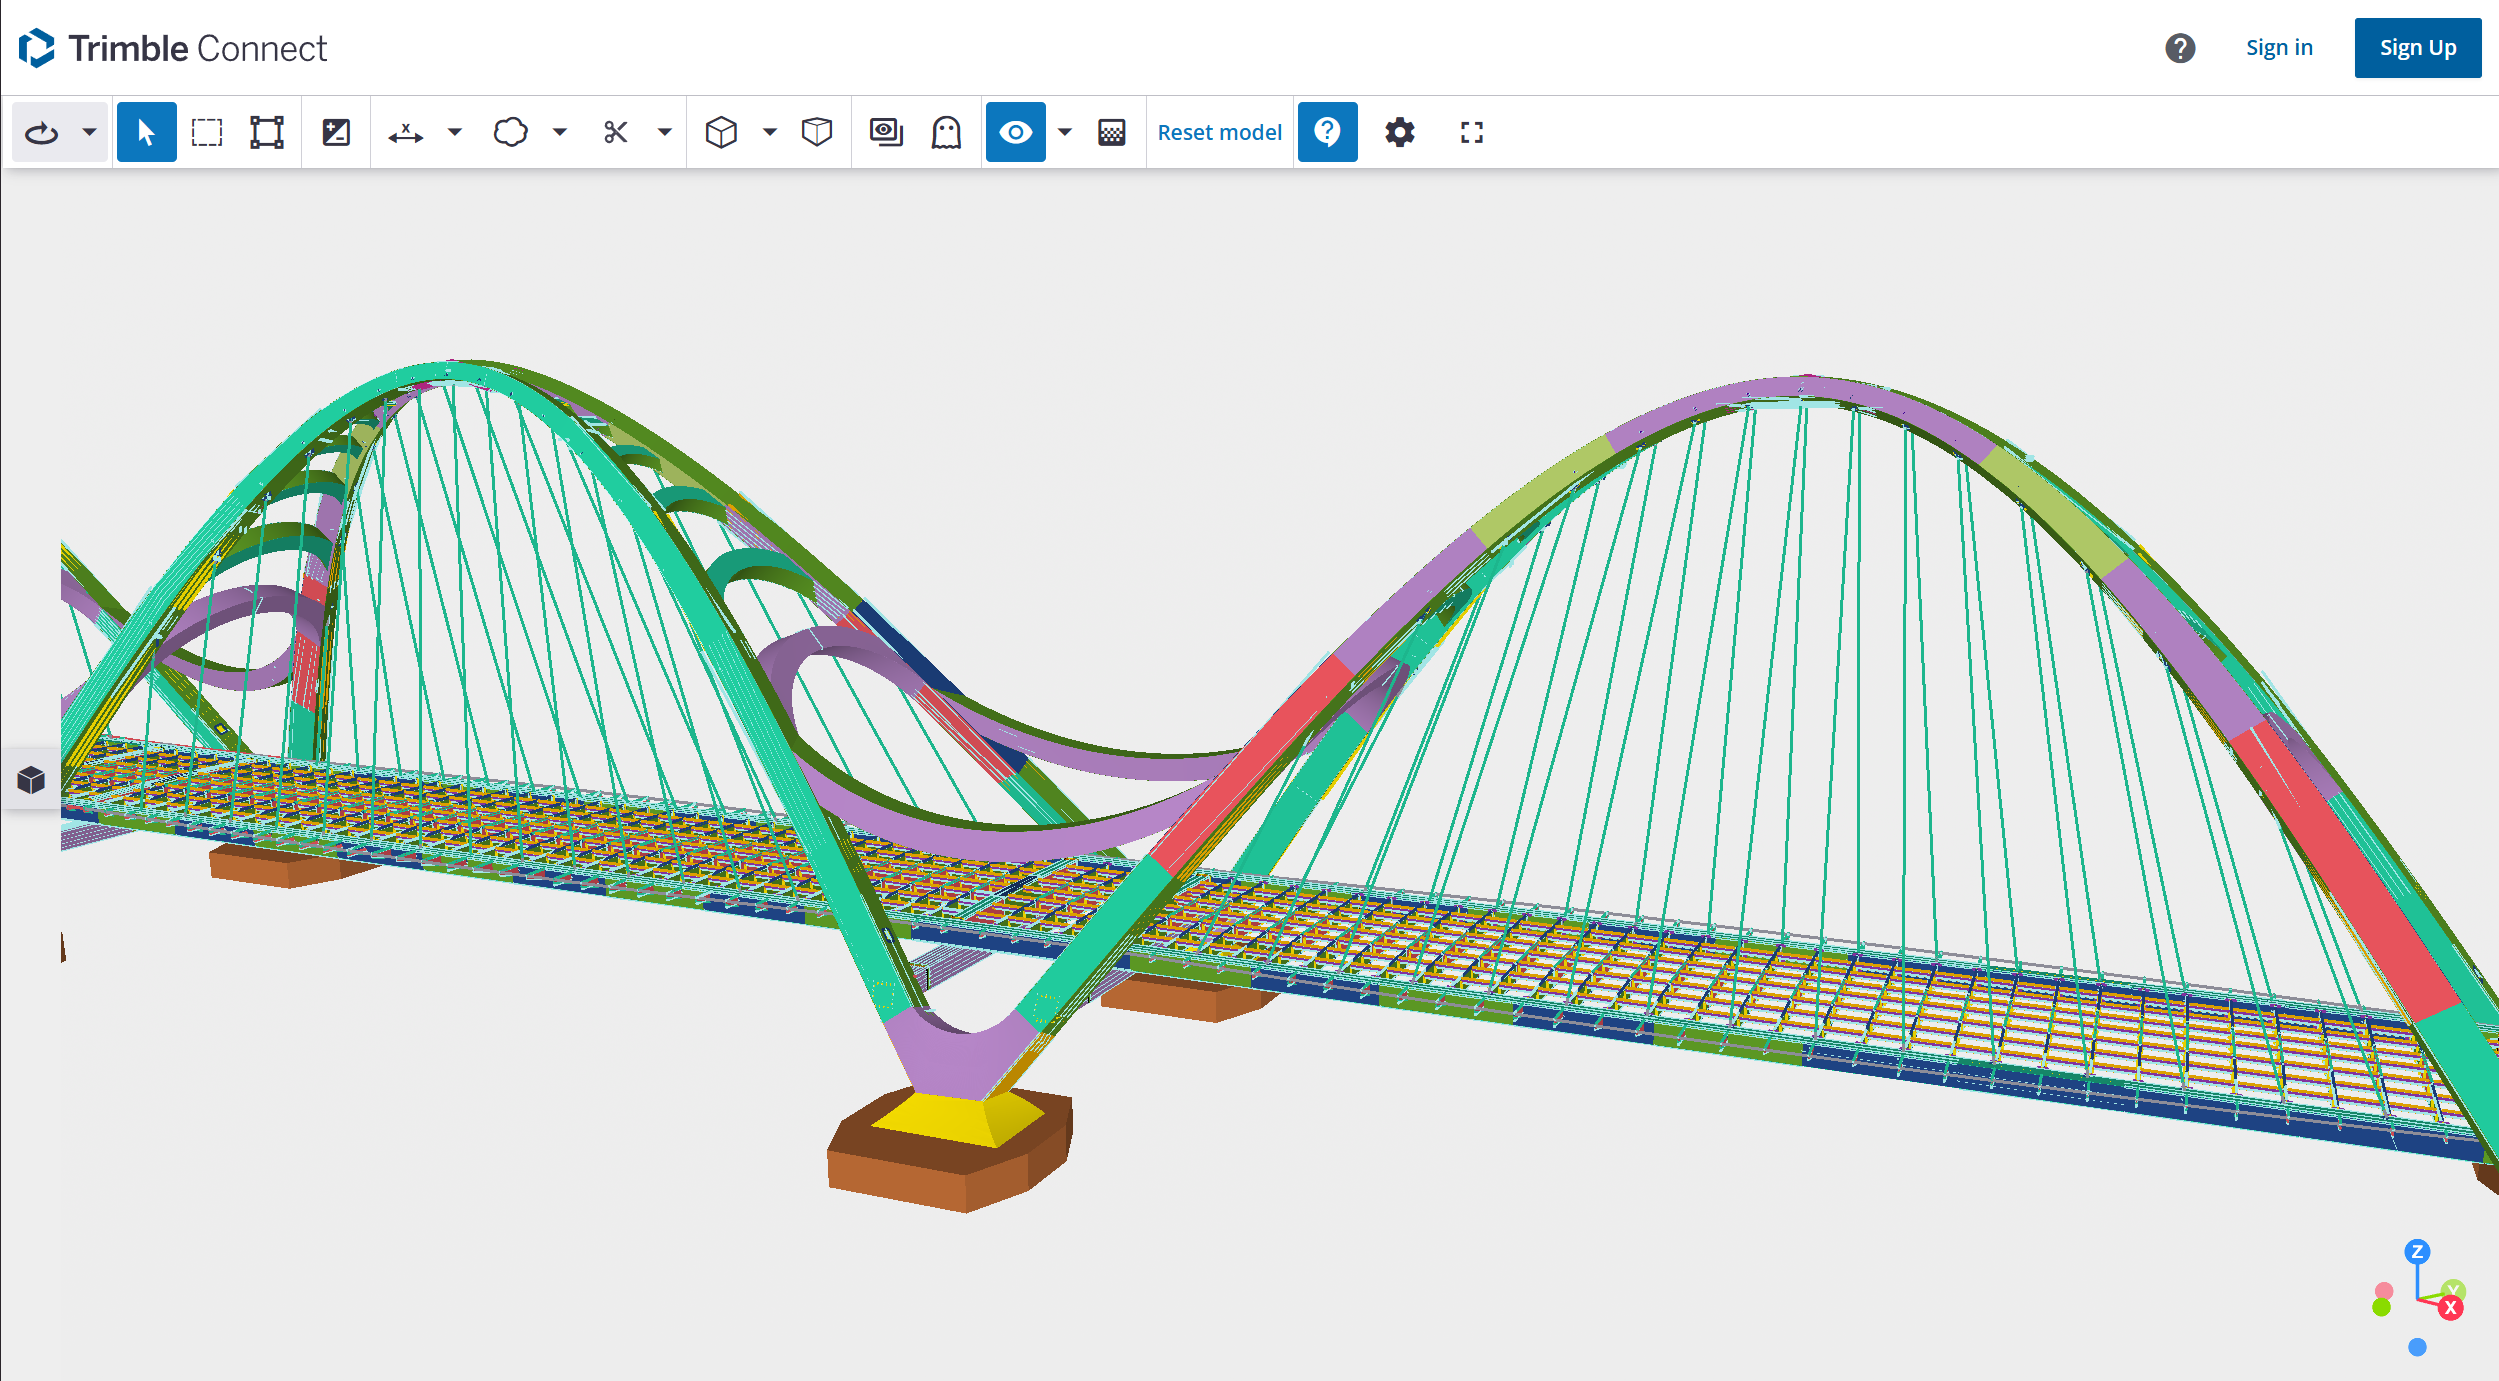 Trimble Connect
Sign in
Sign Up
x
Reset model
Z
Y
X